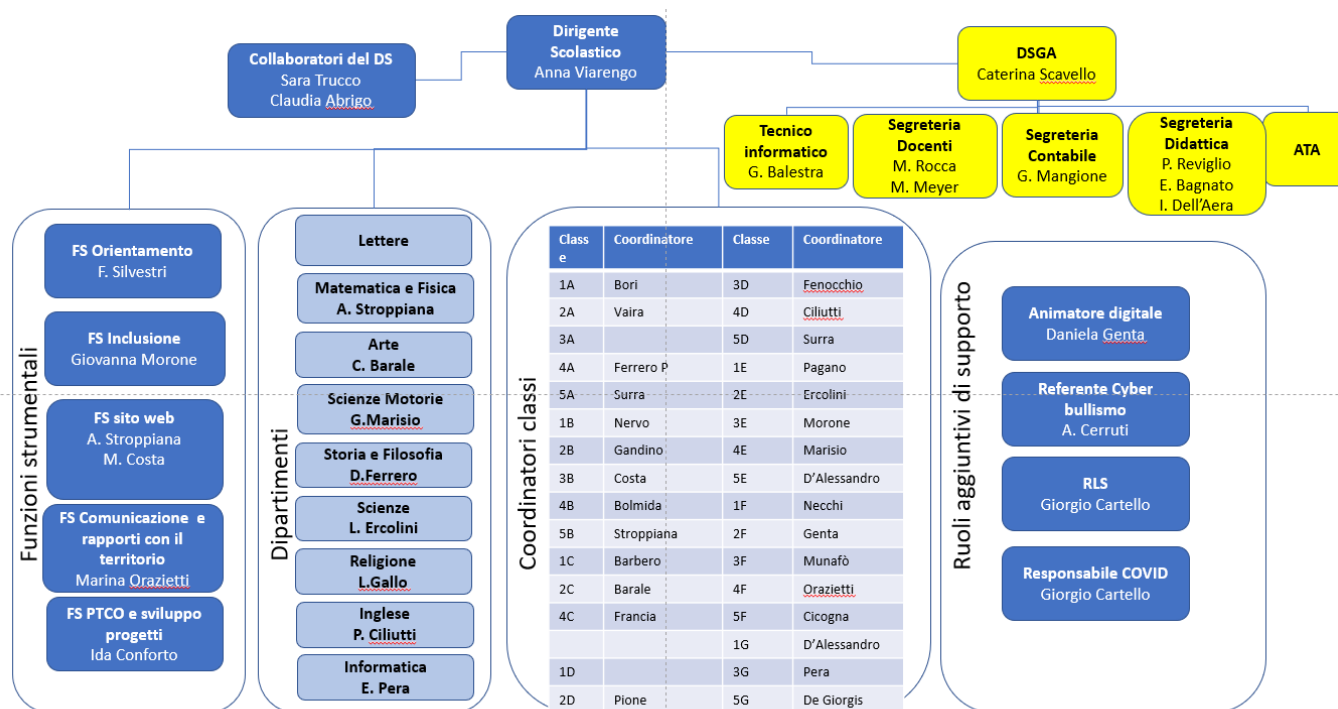 Dirigente
Scolastico
Anna Viarengo
Collaboratori del DS
Sara Trucco
Claudia Abrigo
DSGA
Caterina Scavello
Tecnico
informatico
G. Balestra
Segreteria
Docenti
M. Rocca
M. Meyer
Segreteria
Contabile
G. Mangione
Segreteria
Didattica
P. Reviglio
E. Bagnato
I. Dell'Aera
ATA
Funzioni strumentali
FS Orientamento
F. Silvestri
FS Inclusione
Giovanna Morone
FS sito web
A. Stroppiana
M. Costa
FS Comunicazione e
rapporti con il
territorio
Marina Orazietti
FS PTCO e sviluppo
progetti
Ida Conforto
Dipartimenti
Lettere
Matematica e Fisica
A. Stroppiana
Arte
C. Barale
Scienze Motorie
G.Marisio
Storia e Filosofia
D.Ferrero
Scienze
L. Ercolini
Religione
L.Gallo
Inglese
P. Ciliutti
Informatica
E. Pera
Coordinatori classi
Class
e Coordinatore Classe Coordinatore
1A Bori 3D Fenocchio
2A Vaira 4D Ciliutti
3A 5D Surra
4A Ferrero P 1E Pagano
5A Surra 2E Ercolini
1B Nervo 3E Morone
2B Gandino 4E Marisio
3B Costa 5E D'Alessandro
4B Bolmida 1F Necchi
5B Stroppiana 2F Genta
1C Barbero 3F Munafò
2C Barale 4F Orazietti
4C Francia 5F Cicogna
1G D'Alessandro
1D 3G Pera
2D Pione 5G De Giorgis
Ruoli aggiuntivi di supporto
Animatore digitale
Daniela Genta
Referente Cyber
bullismo
A. Cerruti
RLS
Giorgio Cartello
Responsabile COVID
Giorgio Cartello